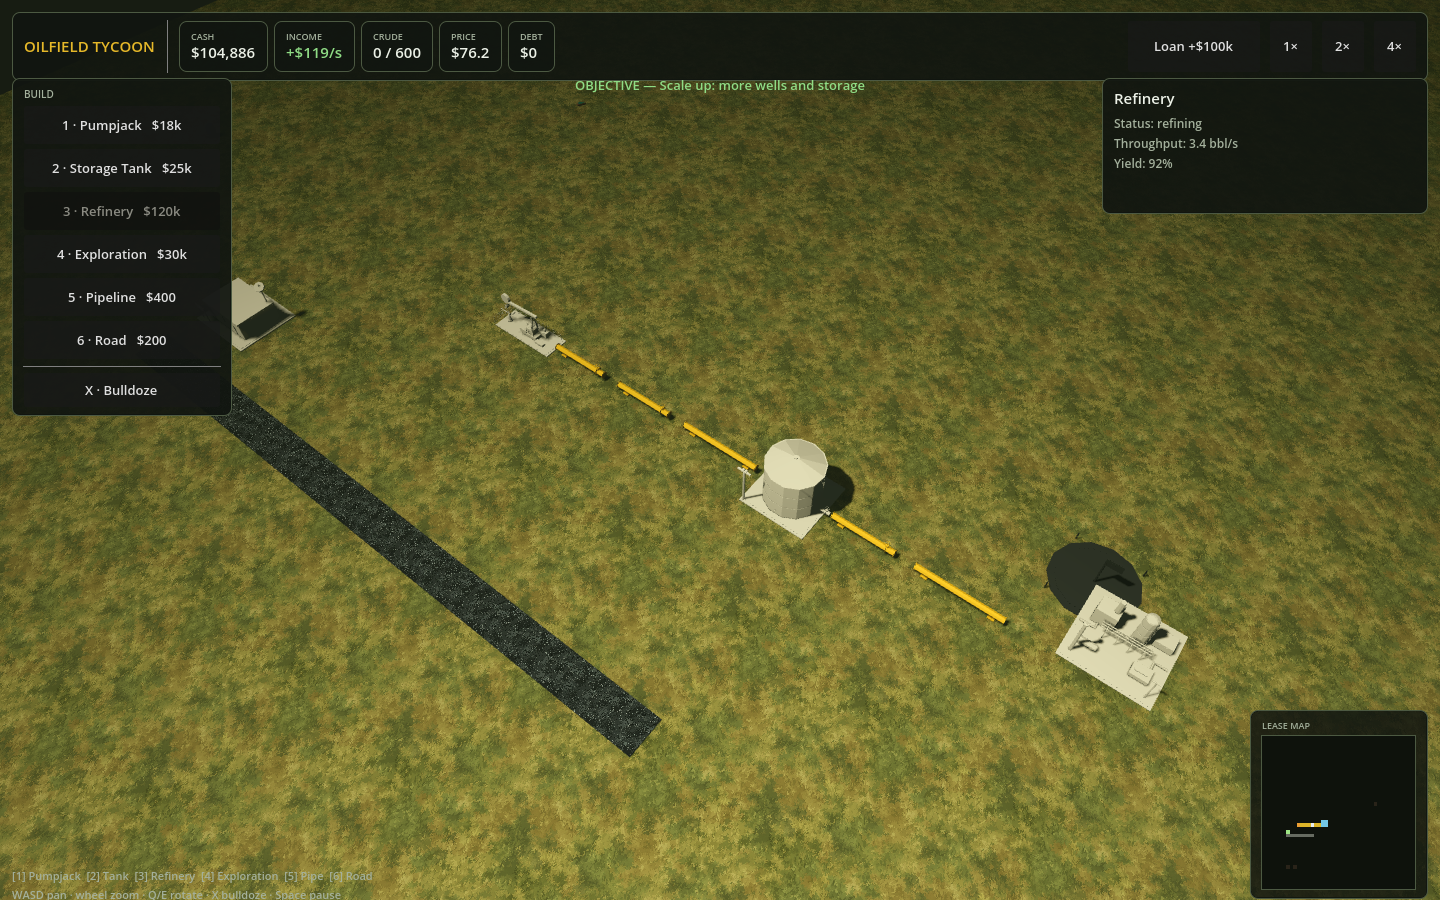 OILFIELD TYCOON
CASH
$104,886
INCOME
+$119/s
CRUDE
0 / 600
PRICE
$76.2
DEBT
$0
Loan +$100k
1×
2×
4×
OBJECTIVE — Scale up: more wells and storage
BUILD
1 · Pumpjack $18k
2 · Storage Tank $25k
3 · Refinery $120k
4 · Exploration $30k
5 · Pipeline $400
6 · Road $200
X · Bulldoze
Refinery
Status: refining
Throughput: 3.4 bbl/s
Yield: 92%
LEASE MAP
[1] Pumpjack [2] Tank [3] Refinery [4] Exploration [5] Pipe [6] Road
WASD pan · wheel zoom · Q/E rotate · X bulldoze · Space pause